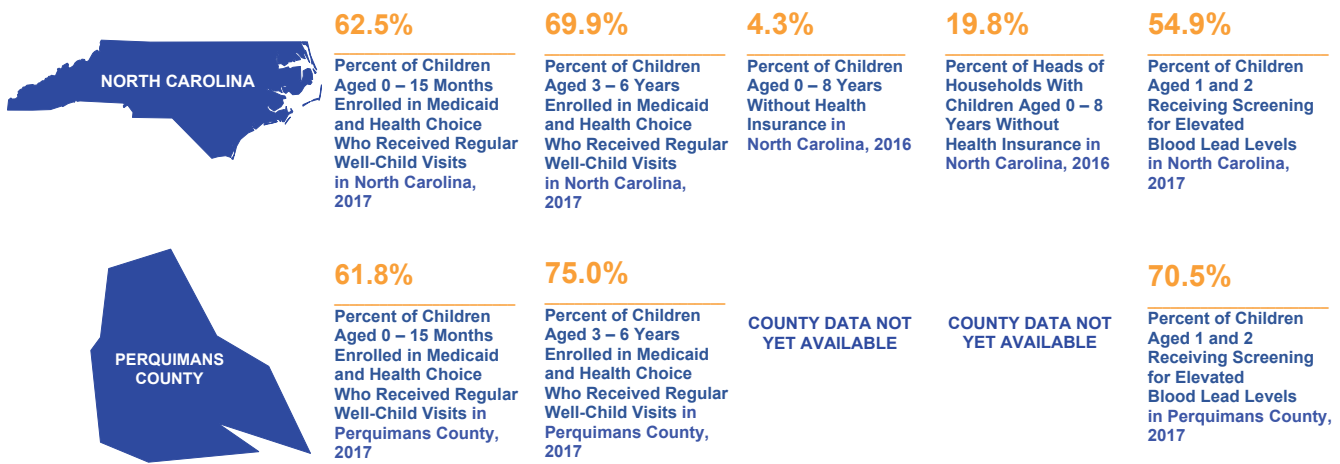 NORTH CAROLINA
62.5%
Percent of Children
Aged 0 – 15 Months
Enrolled in Medicaid
and Health Choice
Who Received Regular
Well-Child Visits
in North Carolina,
2017
69.9%
Percent of Children
Aged 3 – 6 Years
Enrolled in Medicaid
and Health Choice
Who Received Regular
Well-Child Visits
in North Carolina,
2017
4.3%
Percent of Children
Aged 0 – 8 Years
Without Health
Insurance in
North Carolina, 2016
19.8%
Percent of Heads of
Households With
Children Aged 0 – 8
Years Without
Health Insurance in
North Carolina, 2016
54.9%
Percent of Children
Aged 1 and 2
Receiving Screening
for Elevated
Blood Lead Levels
in North Carolina,
2017
PERQUIMANS
COUNTY
61.8%
Percent of Children
Aged 0 – 15 Months
Enrolled in Medicaid
and Health Choice
Who Received Regular
Well-Child Visits in
Perquimans County,
2017
75.0%
Percent of Children
Aged 3 – 6 Years
Enrolled in Medicaid
and Health Choice
Who Received Regular
Well-Child Visits in
Perquimans County,
2017
COUNTY DATA NOT
YET AVAILABLE
COUNTY DATA NOT
YET AVAILABLE
70.5%
Percent of Children
Aged 1 and 2
Receiving Screening
for Elevated
Blood Lead Levels
in Perquimans County,
2017